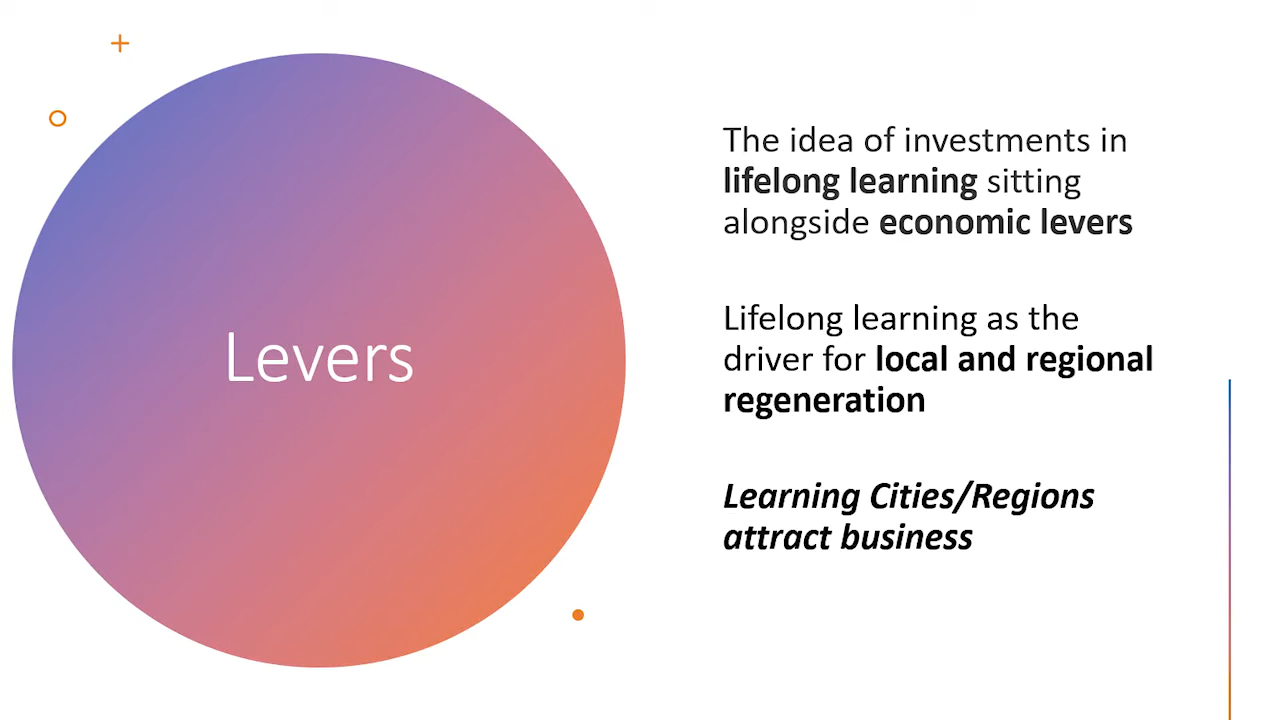 Levers
The idea of investments in
lifelong learning sitting
alongside economic levers
Lifelong learning as the
driver for local and regional
regeneration
Learning Cities/Regions
attract business